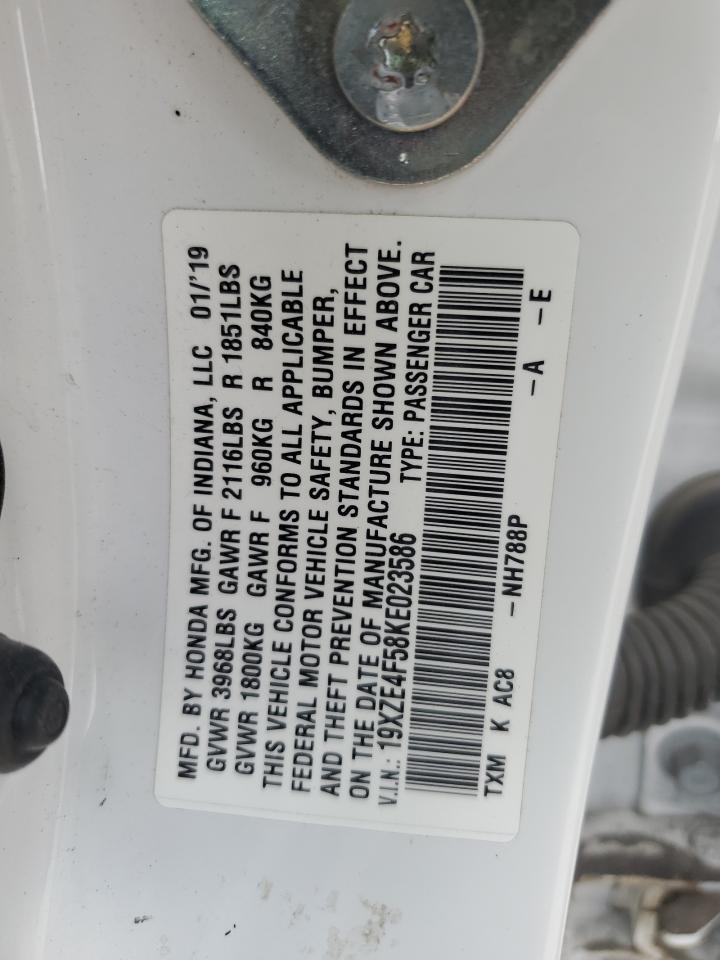 MFD. BY HONDA MFG. OF INDIANA, LLC 01/'19
GVWR 3968LBS GAWR F 2116LBS R 1851LBS
GVWR 1800KG GAWR F 960KG R 840KG
THIS VEHICLE CONFORMS TO ALL APPLICABLE
FEDERAL MOTOR VEHICLE SAFETY, BUMPER,
AND THEFT PREVENTION STANDARDS IN EFFECT
ON THE DATE OF MANUFACTURE SHOWN ABOVE.
V.I.N.: 19XZE4F58KE023586 TYPE: PASSENGER CAR
TXM K AC8 -NH788P -A -E